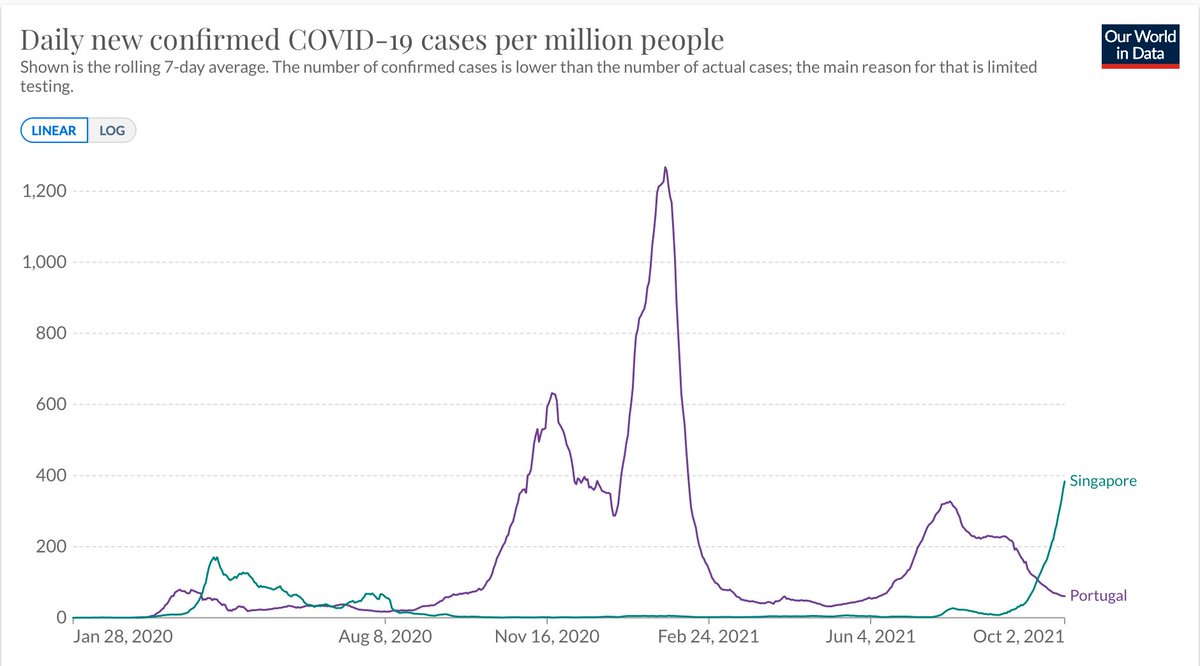 Daily new confirmed COVID-19 cases per million people
Shown is the rolling 7-day average. The number of confirmed cases is lower than the number of actual cases; the main reason for that is limited
testing.
Our World
in Data
LINEAR
LOG
1,200
1,000
800
600
400
200
0
Singapore
Portugal
Jan 28, 2020
Aug 8, 2020
Nov 16, 2020
Feb 24, 2021
Jun 4, 2021
Oct 2, 2021